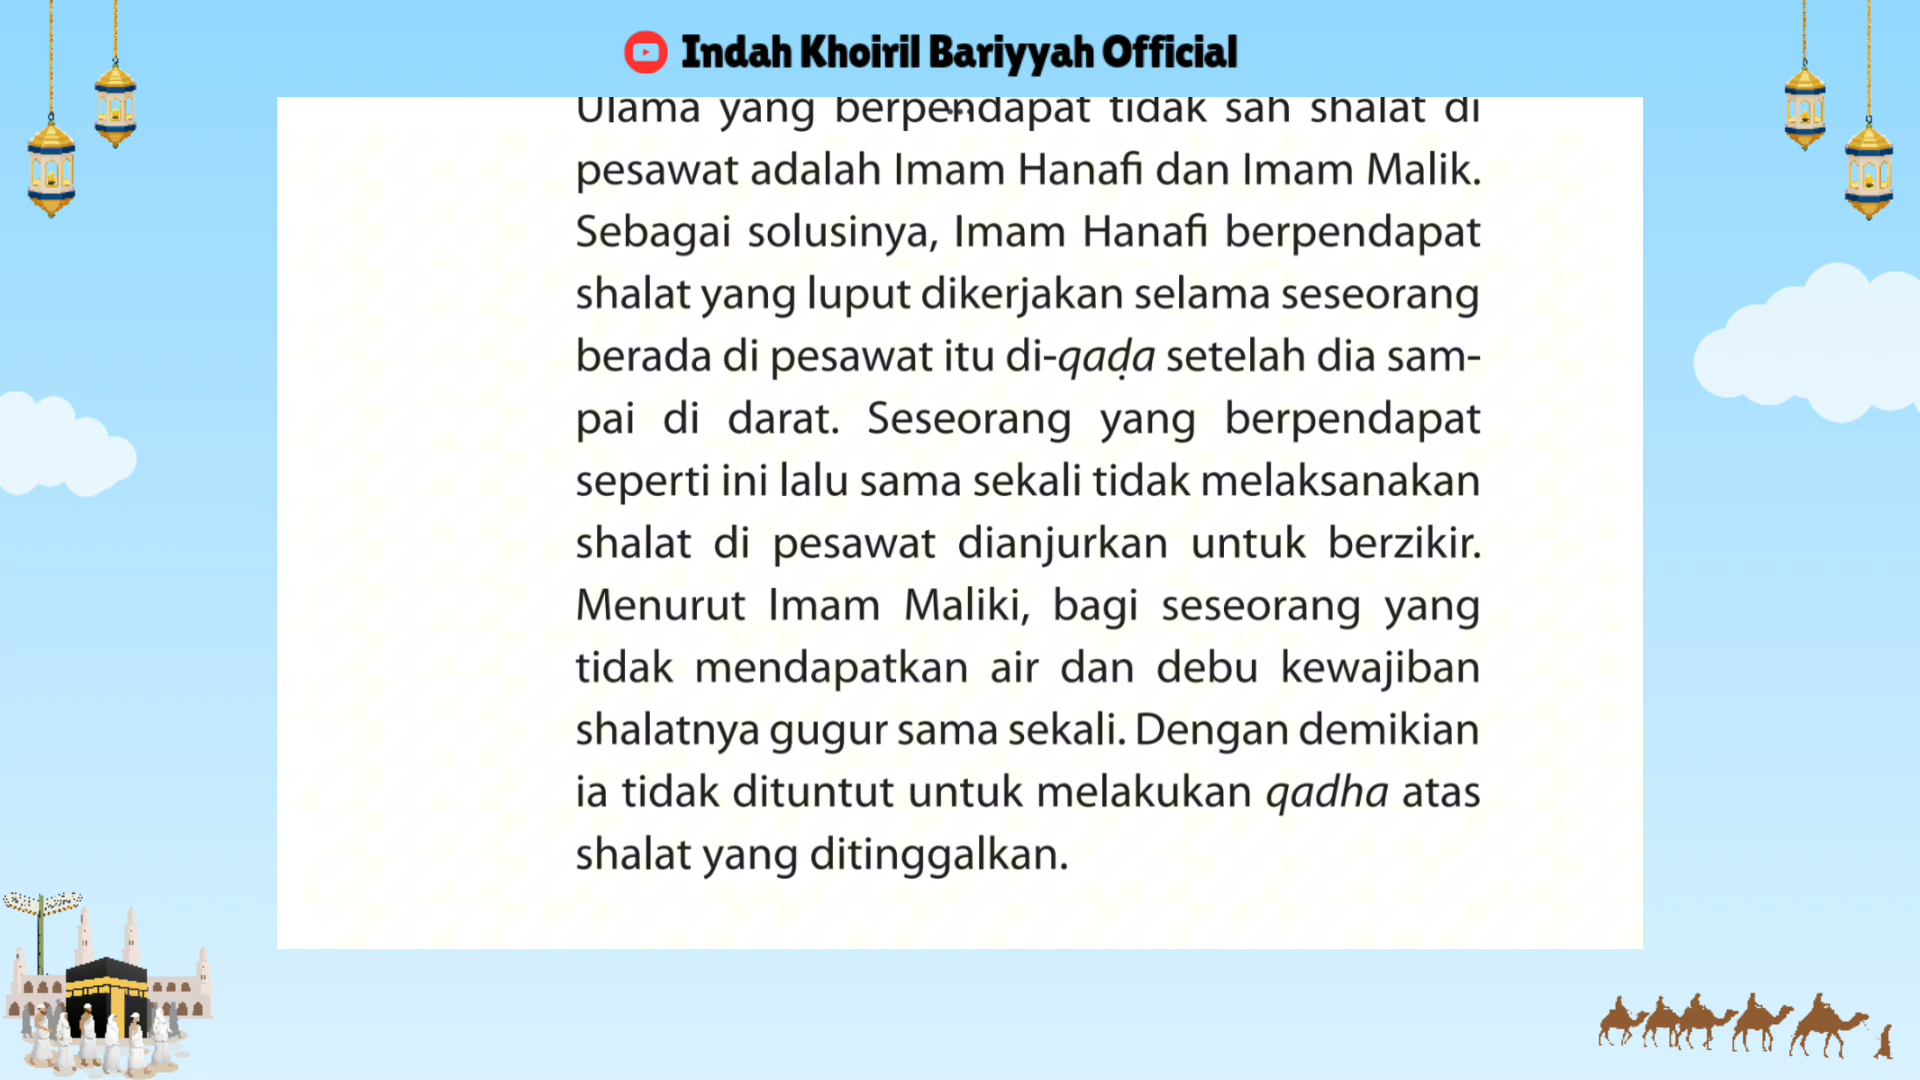 Indah Khoiril Bariyyah Official
Ulama yang berpendapat tidak sah shalat di
pesawat adalah Imam Hanafi dan Imam Malik.
Sebagai solusinya, Imam Hanafi berpendapat
shalat yang luput dikerjakan selama seseorang
berada di pesawat itu di-qaḍa setelah dia sam-
pai di darat. Seseorang yang berpendapat
seperti ini lalu sama sekali tidak melaksanakan
shalat di pesawat dianjurkan untuk berzikir.
Menurut Imam Maliki, bagi seseorang yang
tidak mendapatkan air dan debu kewajiban
shalatnya gugur sama sekali. Dengan demikian
ia tidak dituntut untuk melakukan qadha atas
shalat yang ditinggalkan.